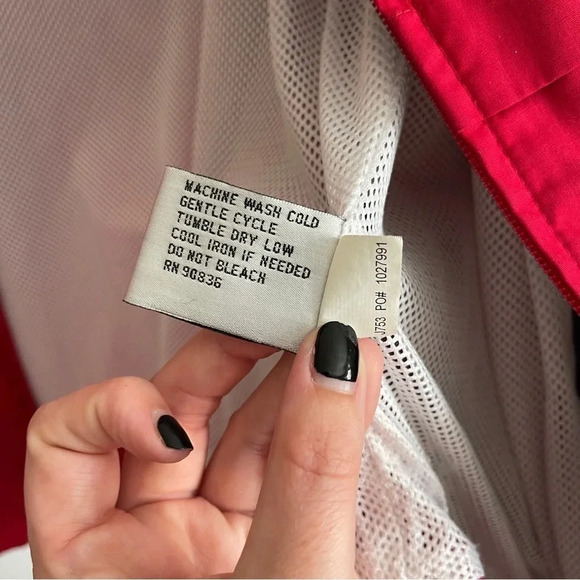 MACHINE WASH COLD
GENTLE CYCLE
TUMBLE DRY LOW
COOL IRON IF NEEDED
DO NOT BLEACH
RN 90836
J753 PO# 1027991